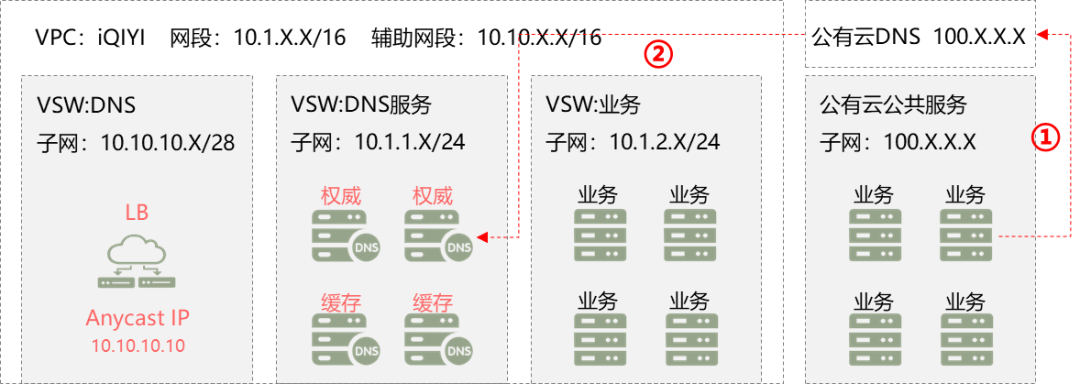 VPC：iQIYI 网段：10.1.X.X/16 辅助网段：10.10.X.X/16
②
公有云DNS 100.X.X.X
VSW:DNS
子网：10.10.10.X/28
LB
Anycast IP
10.10.10.10
VSW:DNS服务
子网：10.1.1.X/24
权威 权威
DNS DNS
缓存 缓存
DNS DNS
VSW:业务
子网：10.1.2.X/24
业务 业务
业务 业务
公有云公共服务
子网：100.X.X.X
①
业务 业务
业务 业务